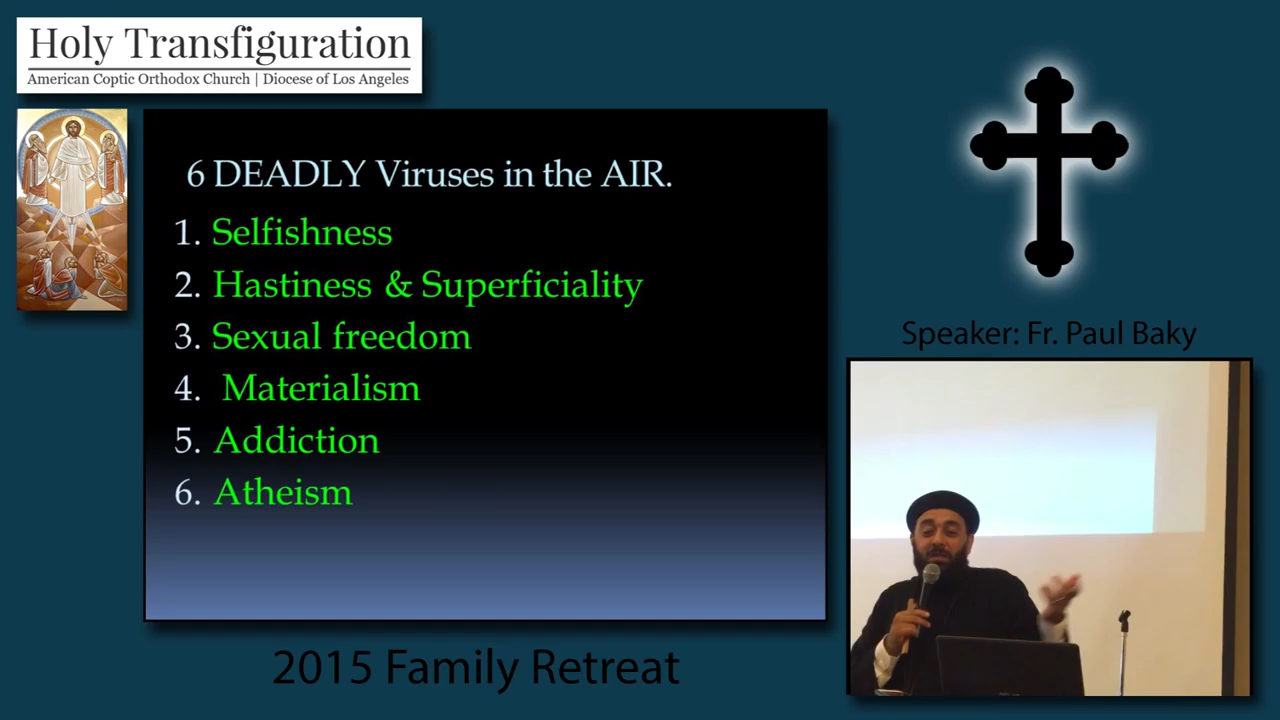 Holy Transfiguration
American Coptic Orthodox Church | Diocese of Los Angeles
6 DEADLY Viruses in the AIR.
1. Selfishness
2. Hastiness & Superficiality
3. Sexual freedom
4. Materialism
5. Addiction
6. Atheism
Speaker: Fr. Paul Baky
2015 Family Retreat